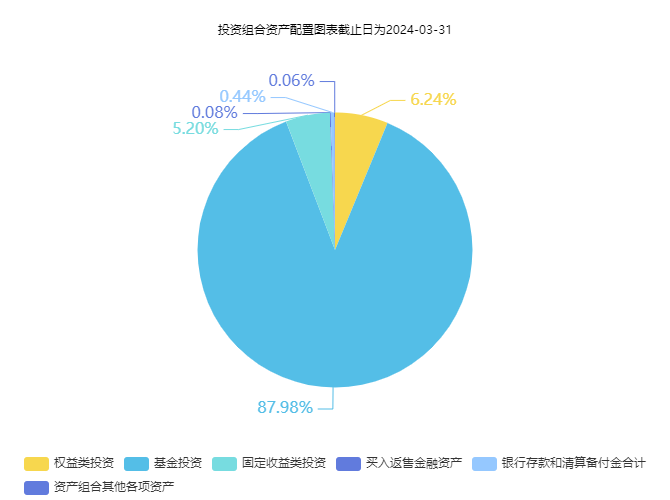 投资组合资产配置图表截止日为2024-03-31
0.06%
0.44%
6.24%
0.08%
5.20%
87.98%
权益类投资 基金投资 固定收益类投资 买入返售金融资产 银行存款和清算备付金合计
资产组合其他各项资产